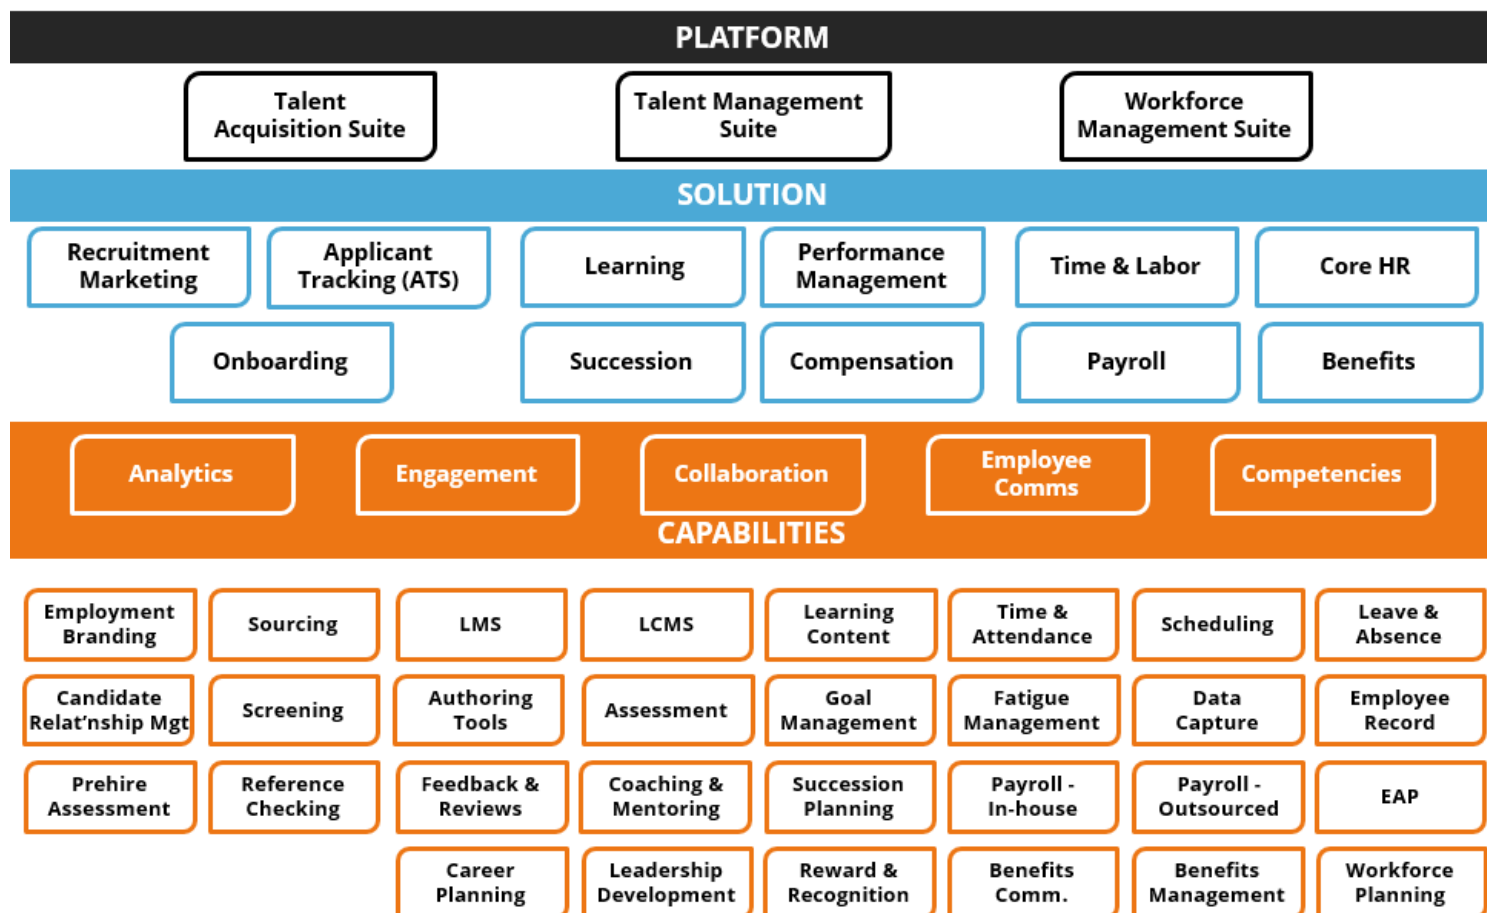 PLATFORM
Talent
Acquisition Suite
Talent Management
Suite
Workforce
Management Suite
SOLUTION
Recruitment
Marketing
Applicant
Tracking (ATS)
Learning
Performance
Management
Time & Labor
Core HR
Onboarding
Succession
Compensation
Payroll
Benefits
Analytics
Engagement
Collaboration
Employee
Comms
Competencies
CAPABILITIES
Employment
Branding
Sourcing
LMS
LCMS
Learning
Content
Time &
Attendance
Scheduling
Leave &
Absence
Candidate
Relat’nship Mgt
Screening
Authoring
Tools
Assessment
Goal
Management
Fatigue
Management
Data
Capture
Employee
Record
Prehire
Assessment
Reference
Checking
Feedback &
Reviews
Coaching &
Mentoring
Succession
Planning
Payroll -
In-house
Payroll -
Outsourced
EAP
Career
Planning
Leadership
Development
Reward &
Recognition
Benefits
Comm.
Benefits
Management
Workforce
Planning